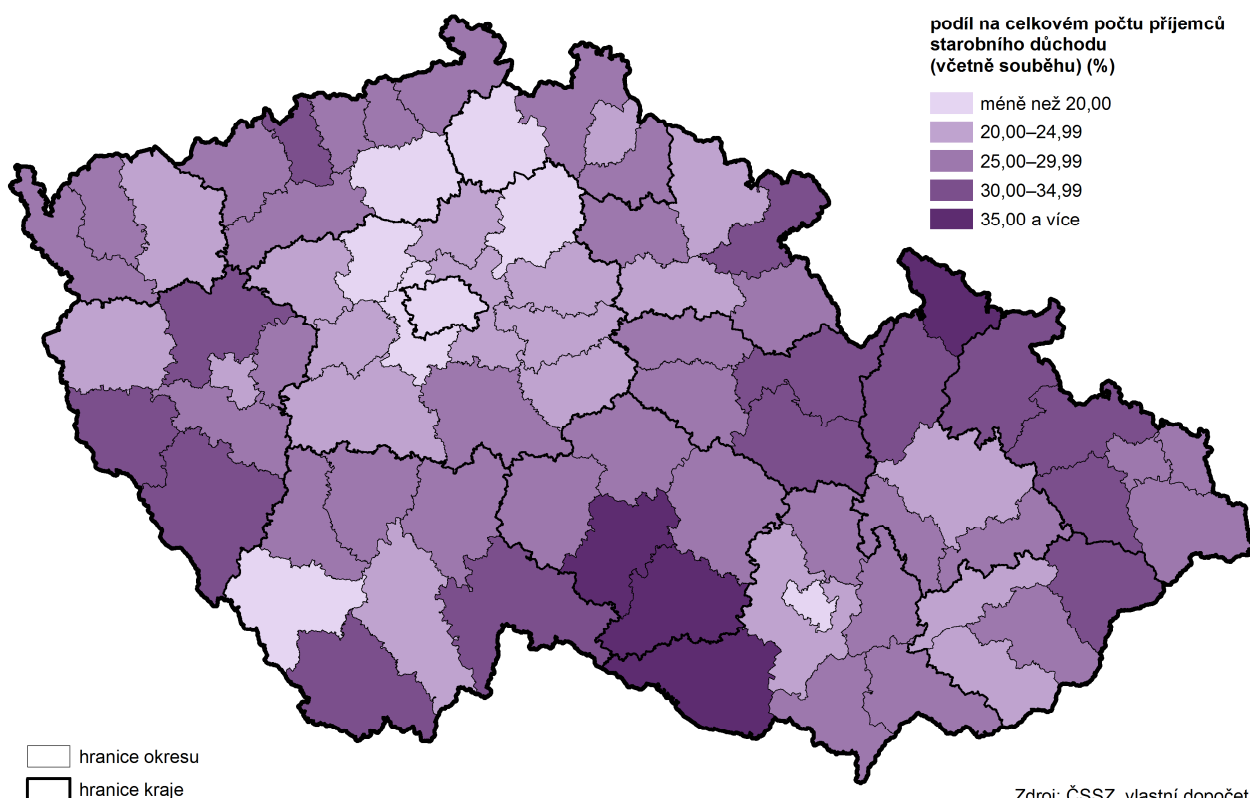 podíl na celkovém počtu příjemců
starobního důchodu
(včetně souběhu) (%)
méně než 20,00
20,00–24,99
25,00–29,99
30,00–34,99
35,00 a více
hranice okresu
hranice kraje
Zdroj: ČSSZ, vlastní dopočet